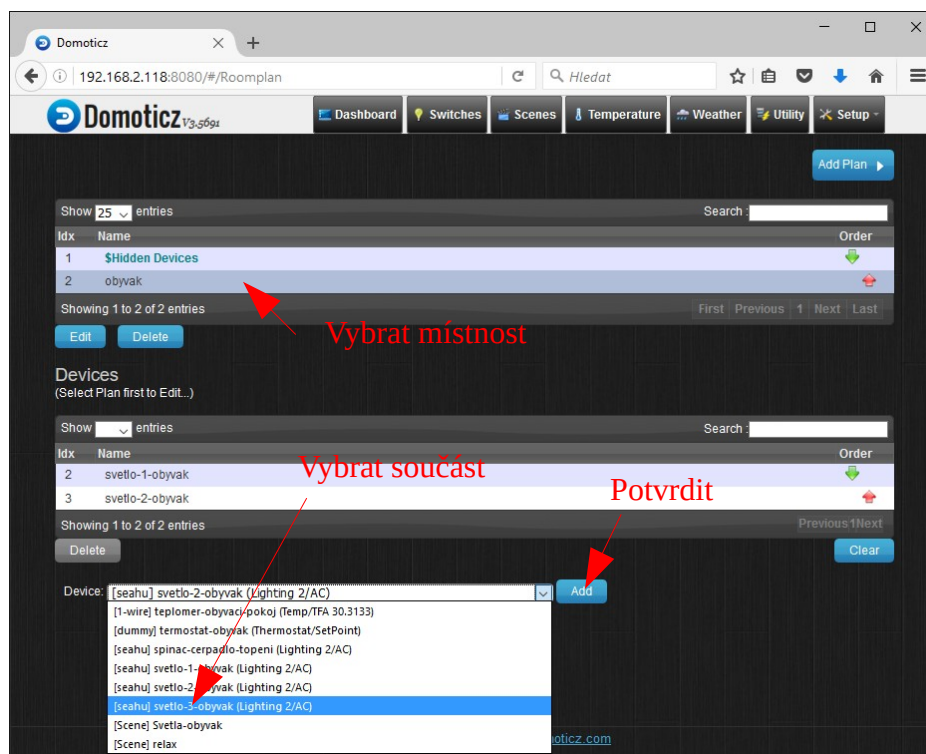 Domoticz
192.168.2.118:8080/#/Roomplan Hledat
Domoticz V3.5691 Dashboard Switches Scenes Temperature Weather Utility Setup
Add Plan
Show 25 entries Search :
Idx Name Order
1 $Hidden Devices
2 obyvak
Showing 1 to 2 of 2 entries First Previous 1 Next Last
Vybrat místnost
Edit Delete
Devices
(Select Plan first to Edit...)
Show entries Search :
Idx Name Order
Vybrat součást
2 svetlo-1-obyvak
3 svetlo-2-obyvak
Potvrdit
Showing 1 to 2 of 2 entries Previous1Next
Delete Clear
Device: [seahu] svetlo-2-obyvak (Lighting 2/AC) Add
[1-wire] teplomer-obyvaci-pokoj (Temp/TFA 30.3133)
[dummy] termostat-obyvak (Thermostat/SetPoint)
[seahu] spinac-cerpadlo-topeni (Lighting 2/AC)
[seahu] svetlo-1-obyvak (Lighting 2/AC)
[seahu] svetlo-2-obyvak (Lighting 2/AC)
[seahu] svetlo-3-obyvak (Lighting 2/AC)
[Scene] Svetla-obyvak
[Scene] relax
oticz.com